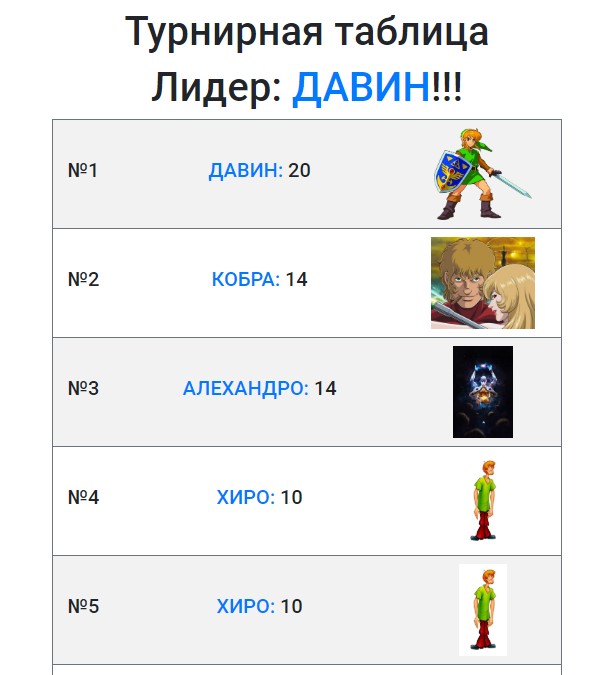 Турнирная таблица
Лидер: ДАВИН!!!
№1 ДАВИН: 20
№2 КОБРА: 14
№3 АЛЕХАНДРО: 14
№4 ХИРО: 10
№5 ХИРО: 10